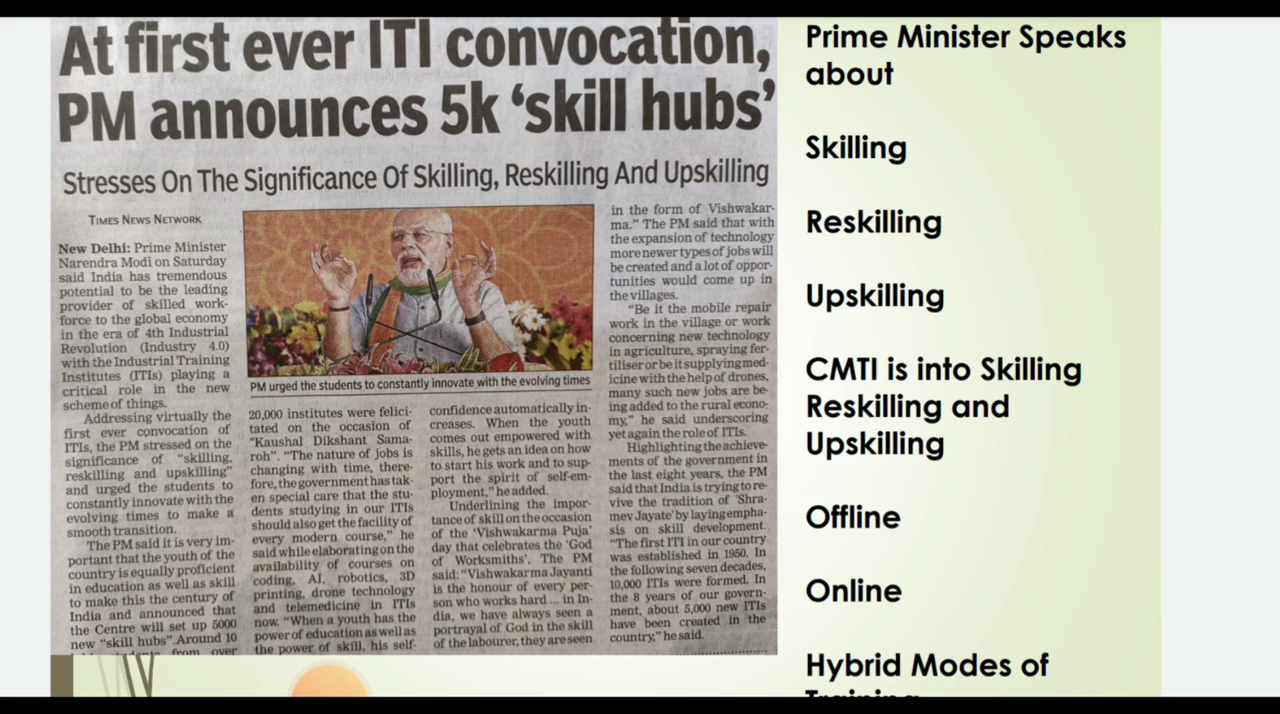 At first ever ITI convocation,
PM announces 5k ‘skill hubs’
Stresses On The Significance Of Skilling, Reskilling And Upskilling
TIMES NEWS NETWORK
New Delhi: Prime Minister
Narendra Modi on Saturday
said India has tremendous
potential to be the leading
provider of skilled work-
force to the global economy
in the era of 4th Industrial
Revolution (Industry 4.0)
with the Industrial Training
Institutes (ITIs) playing a
critical role in the new
scheme of things.
Addressing virtually the
first ever convocation of
ITIs, the PM stressed on the
significance of “skilling,
reskilling and upskilling”
and urged the students to
constantly innovate with the
evolving times to make a
smooth transition.
The PM said it is very im-
portant that the youth of the
country is equally proficient
in education as well as skill
to make this the century of
India and announced that
the Centre will set up 5000
new “skill hubs”. Around 10
from over
PM urged the students to constantly innovate with the evolving times
20,000 institutes were felici-
tated on the occasion of
“Kaushal Dikshant Sama-
roh”. “The nature of jobs is
changing with time, there-
fore, the government has tak-
en special care that the stu-
dents studying in our ITIs
should also get the facility of
every modern course,” he
said while elaborating on the
availability of courses on
coding, AI, robotics, 3D
printing, drone technology
and telemedicine in ITIs
now. “When a youth has the
power of education as well as
the power of skill, his self-
confidence automatically in-
creases. When the youth
comes out empowered with
skills, he gets an idea on how
to start his work and to sup-
port the spirit of self-em-
ployment,” he added.
Underlining the impor-
tance of skill on the occasion
of the ‘Vishwakarma Puja’
day that celebrates the ‘God
of Worksmiths’, The PM
said: “Vishwakarma Jayanti
is the honour of every per-
son who works hard ... in In-
dia, we have always seen a
portrayal of God in the skill
of the labourer, they are seen
in the form of Vishwakar-
ma.” The PM said that with
the expansion of technology
more newer types of jobs will
be created and a lot of oppor-
tunities would come up in
the villages.
“Be it the mobile repair
work in the village or work
concerning new technology
in agriculture, spraying fer-
tiliser or be it supplying med-
icine with the help of drones,
many such new jobs are be-
ing added to the rural econo-
my,” he said underscoring
yet again the role of ITIs.
Highlighting the achieve-
ments of the government in
the last eight years, the PM
said that India is trying to re-
vive the tradition of ‘Shra-
mev Jayate’ by laying empha-
sis on skill development.
“The first ITI in our country
was established in 1950. In
the following seven decades,
10,000 ITIs were formed. In
the 8 years of our govern-
ment, about 5,000 new ITIs
have been created in the
country,” he said.
Prime Minister Speaks
about
Skilling
Reskilling
Upskilling
CMTI is into Skilling
Reskilling and
Upskilling
Offline
Online
Hybrid Modes of
Training